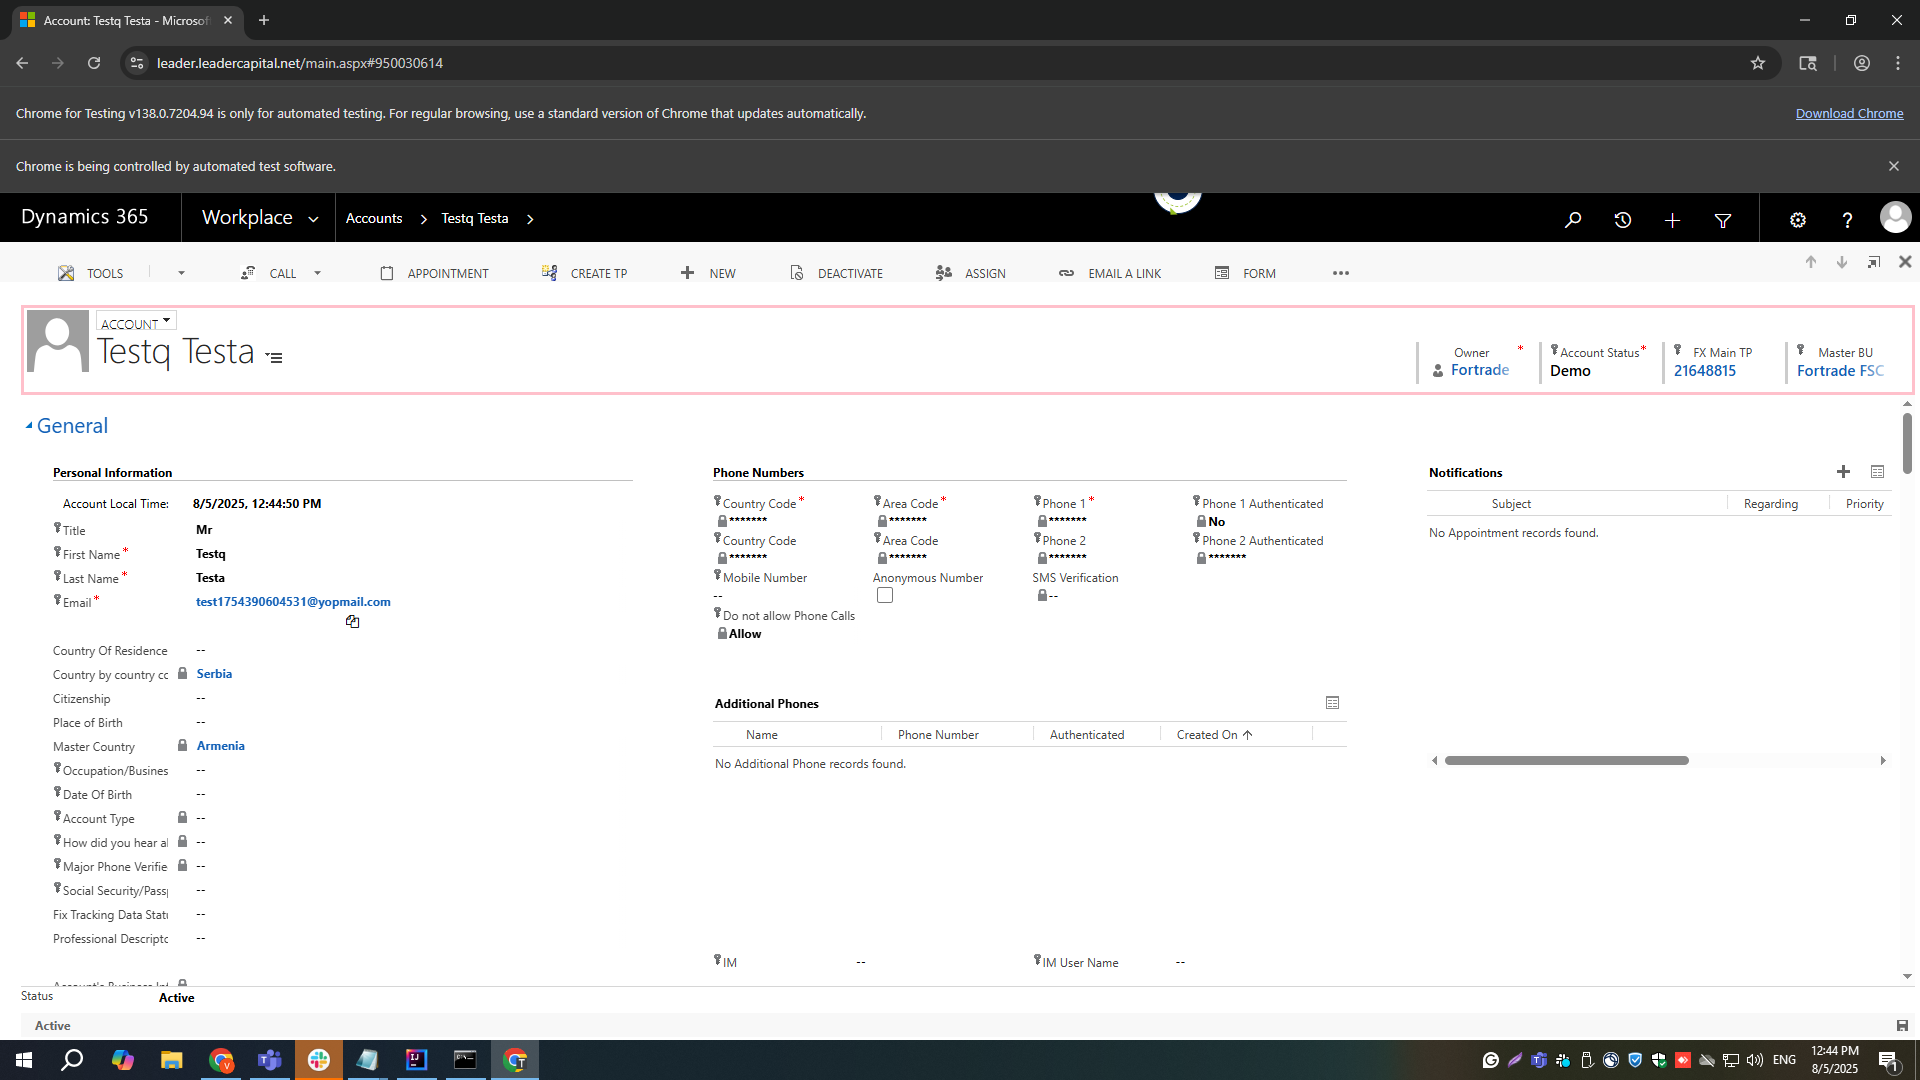 Account: Testq Testa - Microsof
leader.leadercapital.net/main.aspx#950030614
Chrome for Testing v138.0.7204.94 is only for automated testing. For regular browsing, use a standard version of Chrome that updates automatically.
Download Chrome
Chrome is being controlled by automated test software.
Dynamics 365
Workplace
Accounts
Testq Testa
TOOLS
CALL
APPOINTMENT
CREATE TP
NEW
DEACTIVATE
ASSIGN
EMAIL A LINK
FORM
ACCOUNT
Testq Testa
Owner *
Fortrade
Account Status *
Demo
FX Main TP
21648815
Master BU
Fortrade FSC
General
Personal Information
Account Local Time: 8/5/2025, 12:44:50 PM
Title Mr
First Name * Testq
Last Name * Testa
Email * test1754390604531@yopmail.com
Country Of Residence --
Country by country cc Serbia
Citizenship --
Place of Birth --
Master Country Armenia
Occupation/Busines --
Date Of Birth --
Account Type --
How did you hear al --
Major Phone Verifie --
Social Security/Passp --
Fix Tracking Data Statu --
Professional Descripto --
Phone Numbers
Country Code * Area Code * Phone 1 * Phone 1 Authenticated
******* ******* ******* No
Country Code Area Code Phone 2 Phone 2 Authenticated
******* ******* ******* *******
Mobile Number Anonymous Number SMS Verification
-- --
Do not allow Phone Calls
Allow
Additional Phones
Name Phone Number Authenticated Created On
No Additional Phone records found.
IM -- IM User Name --
Notifications
Subject Regarding Priority
No Appointment records found.
Status Active
Active
ENG
12:44 PM
8/5/2025
1